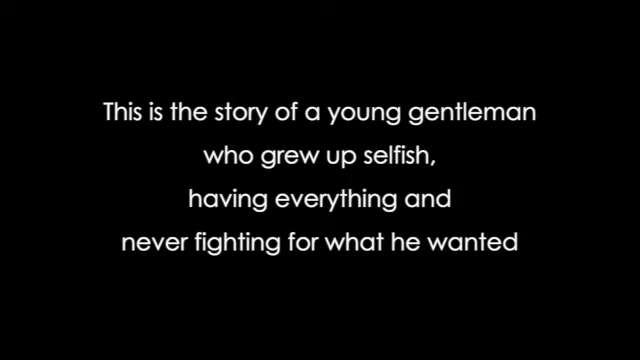 This is the story of a young gentleman
who grew up selfish,
having everything and
never fighting for what he wanted